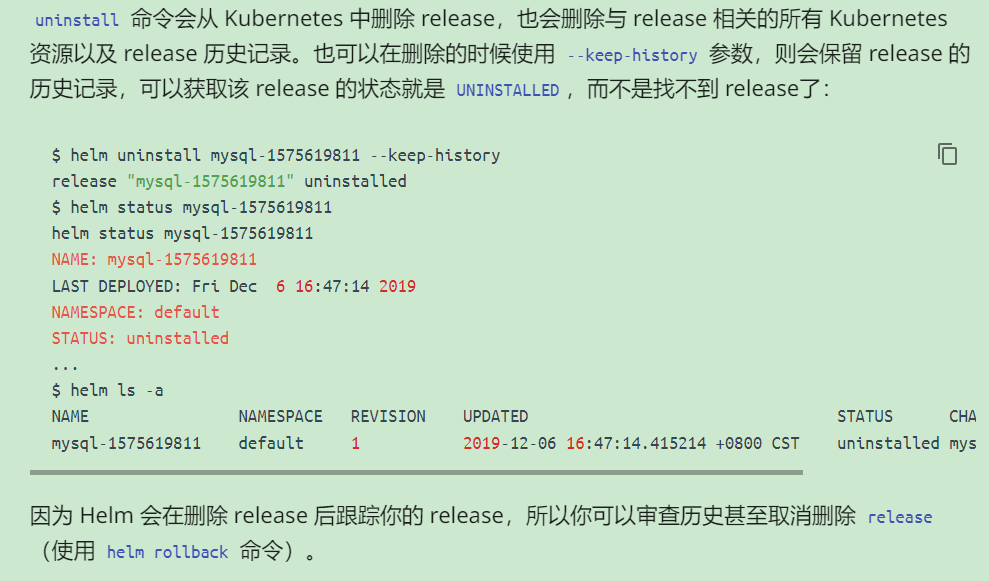 uninstall 命令会从 Kubernetes 中删除 release，也会删除与 release 相关的所有 Kubernetes
资源以及 release 历史记录。也可以在删除的时候使用 --keep-history 参数，则会保留 release 的
历史记录，可以获取该 release 的状态就是 UNINSTALLED，而不是找不到 release了：
$ helm uninstall mysql-1575619811 --keep-history
release "mysql-1575619811" uninstalled
$ helm status mysql-1575619811
helm status mysql-1575619811
NAME: mysql-1575619811
LAST DEPLOYED: Fri Dec  6 16:47:14 2019
NAMESPACE: default
STATUS: uninstalled
...
$ helm ls -a
NAME                NAMESPACE   REVISION    UPDATED                                 STATUS      CHA
mysql-1575619811    default     1           2019-12-06 16:47:14.415214 +0800 CST    uninstalled mys
因为 Helm 会在删除 release 后跟踪你的 release，所以你可以审查历史甚至取消删除 release
（使用 helm rollback 命令）。